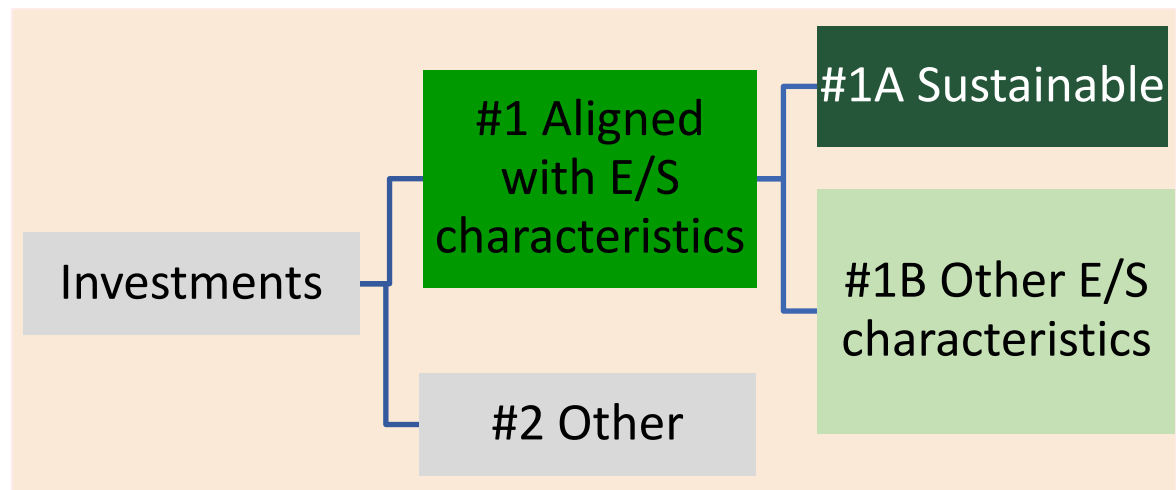 Investments
#1 Aligned
with E/S
characteristics
#2 Other
#1A Sustainable
#1B Other E/S
characteristics